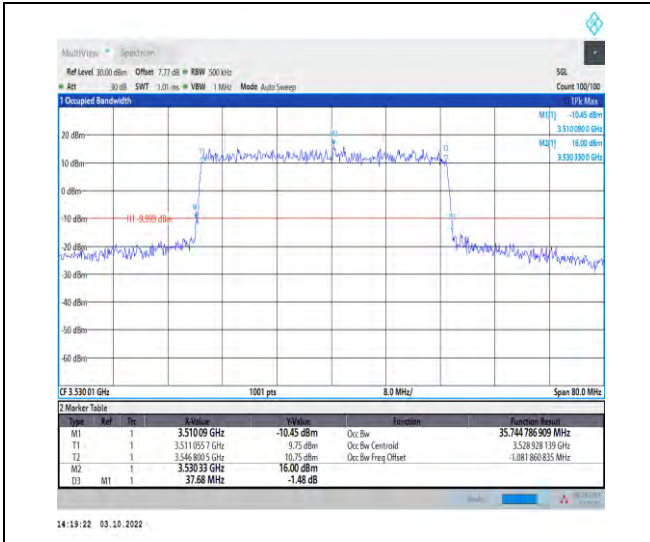 MultiView Spectrum
Ref Level 30.00 dBm Offset 7.77 dB RBW 500 kHz SGL
Att 30 dB SWT 1.01 ms VBW 1 MHz Mode Auto Sweep Count 100/100
1 Occupied Bandwidth 1Pk Max
M1[1] -10.45 dBm
3.510 090 0 GHz
M2[1] 16.00 dBm
3.530 330 0 GHz
20 dBm
10 dBm
0 dBm
-10 dBm
H1 -9.999 dBm
-20 dBm
-30 dBm
-40 dBm
-50 dBm
-60 dBm
T1
M2
T2
M1
D3
CF 3.530 01 GHz 1001 pts 8.0 MHz/ Span 80.0 MHz
2 Marker Table
Type Ref Trc X-Value Y-Value Function Function Result
M1 1 3.510 09 GHz -10.45 dBm Occ Bw 35.744 786 909 MHz
T1 1 3.511 055 7 GHz 9.75 dBm Occ Bw Centroid 3.528 928 139 GHz
T2 1 3.546 800 5 GHz 10.75 dBm Occ Bw Freq Offset -1.081 860 835 MHz
M2 1 3.530 33 GHz 16.00 dBm
D3 M1 1 37.68 MHz -1.48 dB
14:19:22 03.10.2022